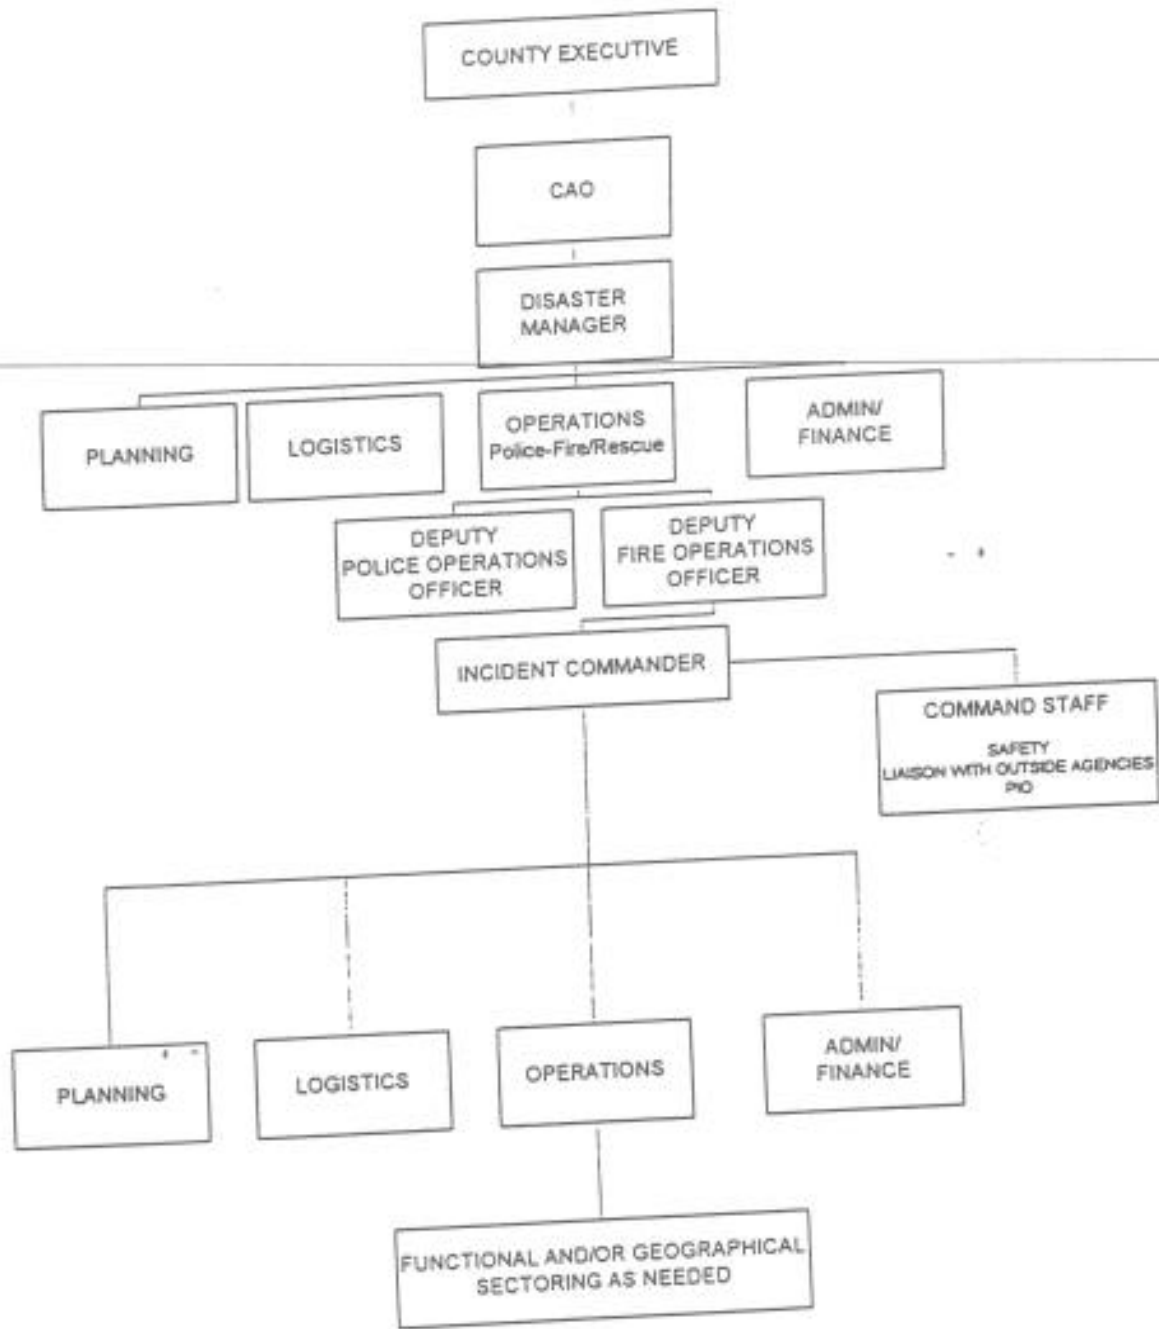 COUNTY EXECUTIVE
CAO
DISASTER
MANAGER
PLANNING
LOGISTICS
OPERATIONS
Police-Fire/Rescue
ADMIN/
FINANCE
DEPUTY
POLICE OPERATIONS
OFFICER
DEPUTY
FIRE OPERATIONS
OFFICER
INCIDENT COMMANDER
COMMAND STAFF
SAFETY
LIAISON WITH OUTSIDE AGENCIES
PIO
PLANNING
LOGISTICS
OPERATIONS
ADMIN/
FINANCE
FUNCTIONAL AND/OR GEOGRAPHICAL
SECTORING AS NEEDED